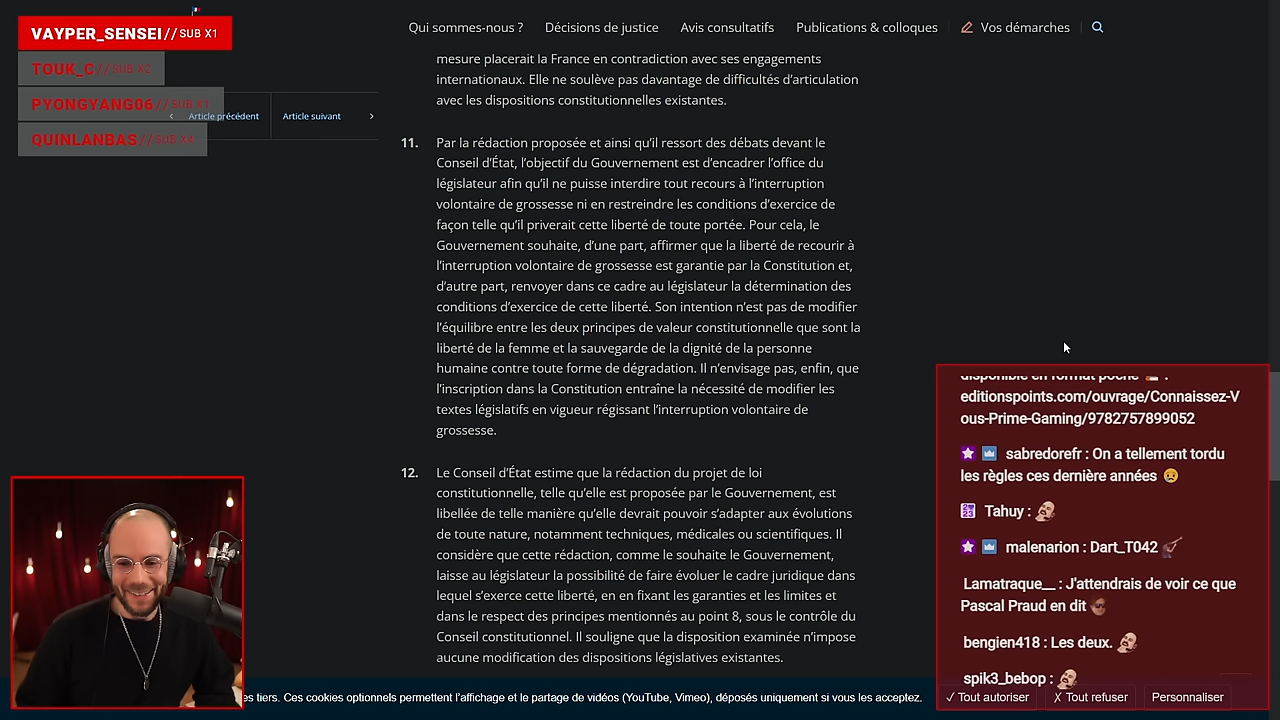 VAYPER_SENSEI // SUB X1
TOUK_C // SUB X2
PYONGYANG06 // SUB X1
QUINLANBAS // SUB X4
Qui sommes-nous ? Décisions de justice Avis consultatifs Publications & colloques Vos démarches
‹ Article précédent Article suivant ›
mesure placerait la France en contradiction avec ses engagements
internationaux. Elle ne soulève pas davantage de difficultés d’articulation
avec les dispositions constitutionnelles existantes.
11. Par la rédaction proposée et ainsi qu’il ressort des débats devant le
Conseil d’État, l’objectif du Gouvernement est d’encadrer l’office du
législateur afin qu’il ne puisse interdire tout recours à l’interruption
volontaire de grossesse ni en restreindre les conditions d’exercice de
façon telle qu’il priverait cette liberté de toute portée. Pour cela, le
Gouvernement souhaite, d’une part, affirmer que la liberté de recourir à
l’interruption volontaire de grossesse est garantie par la Constitution et,
d’autre part, renvoyer dans ce cadre au législateur la détermination des
conditions d’exercice de cette liberté. Son intention n’est pas de modifier
l’équilibre entre les deux principes de valeur constitutionnelle que sont la
liberté de la femme et la sauvegarde de la dignité de la personne
humaine contre toute forme de dégradation. Il n’envisage pas, enfin, que
l’inscription dans la Constitution entraîne la nécessité de modifier les
textes législatifs en vigueur régissant l’interruption volontaire de
grossesse.
12. Le Conseil d’État estime que la rédaction du projet de loi
constitutionnelle, telle qu’elle est proposée par le Gouvernement, est
libellée de telle manière qu’elle devrait pouvoir s’adapter aux évolutions
de toute nature, notamment techniques, médicales ou scientifiques. Il
considère que cette rédaction, comme le souhaite le Gouvernement,
laisse au législateur la possibilité de faire évoluer le cadre juridique dans
lequel s’exerce cette liberté, en en fixant les garanties et les limites et
dans le respect des principes mentionnés au point 8, sous le contrôle du
Conseil constitutionnel. Il souligne que la disposition examinée n’impose
aucune modification des dispositions législatives existantes.
disponible en format poche :
editionspoints.com/ouvrage/Connaissez-V
ous-Prime-Gaming/9782757899052
sabredorefr : On a tellement tordu
les règles ces dernière années
Tahuy :
malenarion : Dart_T042
Lamatraque__ : J'attendrais de voir ce que
Pascal Praud en dit
bengien418 : Les deux.
spik3_bebop :
es tiers. Ces cookies optionnels permettent l’affichage et le partage de vidéos (YouTube, Vimeo), déposés uniquement si vous les acceptez.
✓ Tout autoriser ✗ Tout refuser Personnaliser